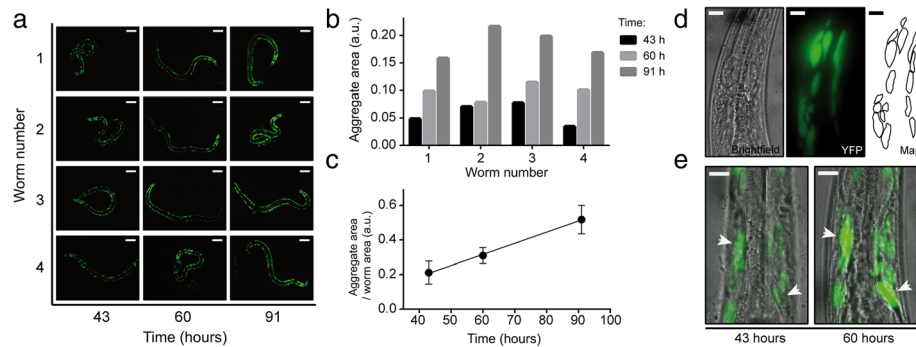 a
Worm number
1
2
3
4
43 60 91
Time (hours)
b
Aggregate area (a.u.)
0.20
0.15
0.10
0.05
0.00
1 2 3 4
Worm number
Time:
43 h
60 h
91 h
c
Aggregate area
/ worm area (a.u.)
0.6
0.4
0.2
0.0
40 50 60 70 80 90 100
Time (hours)
d
Brightfield YFP Map
e
43 hours 60 hours